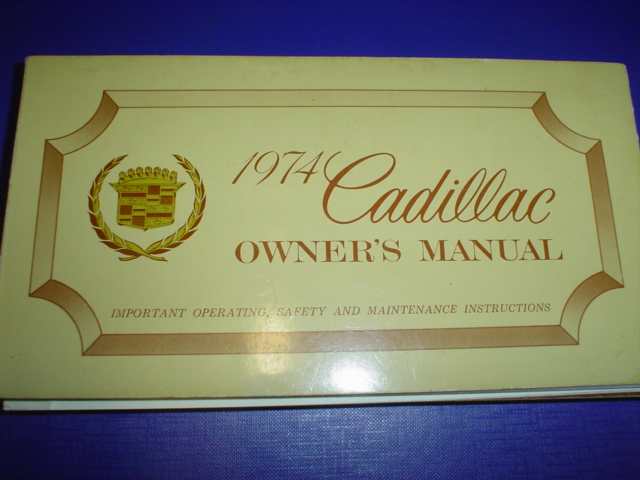 1974 Cadillac
OWNER'S MANUAL
IMPORTANT OPERATING, SAFETY AND MAINTENANCE INSTRUCTIONS